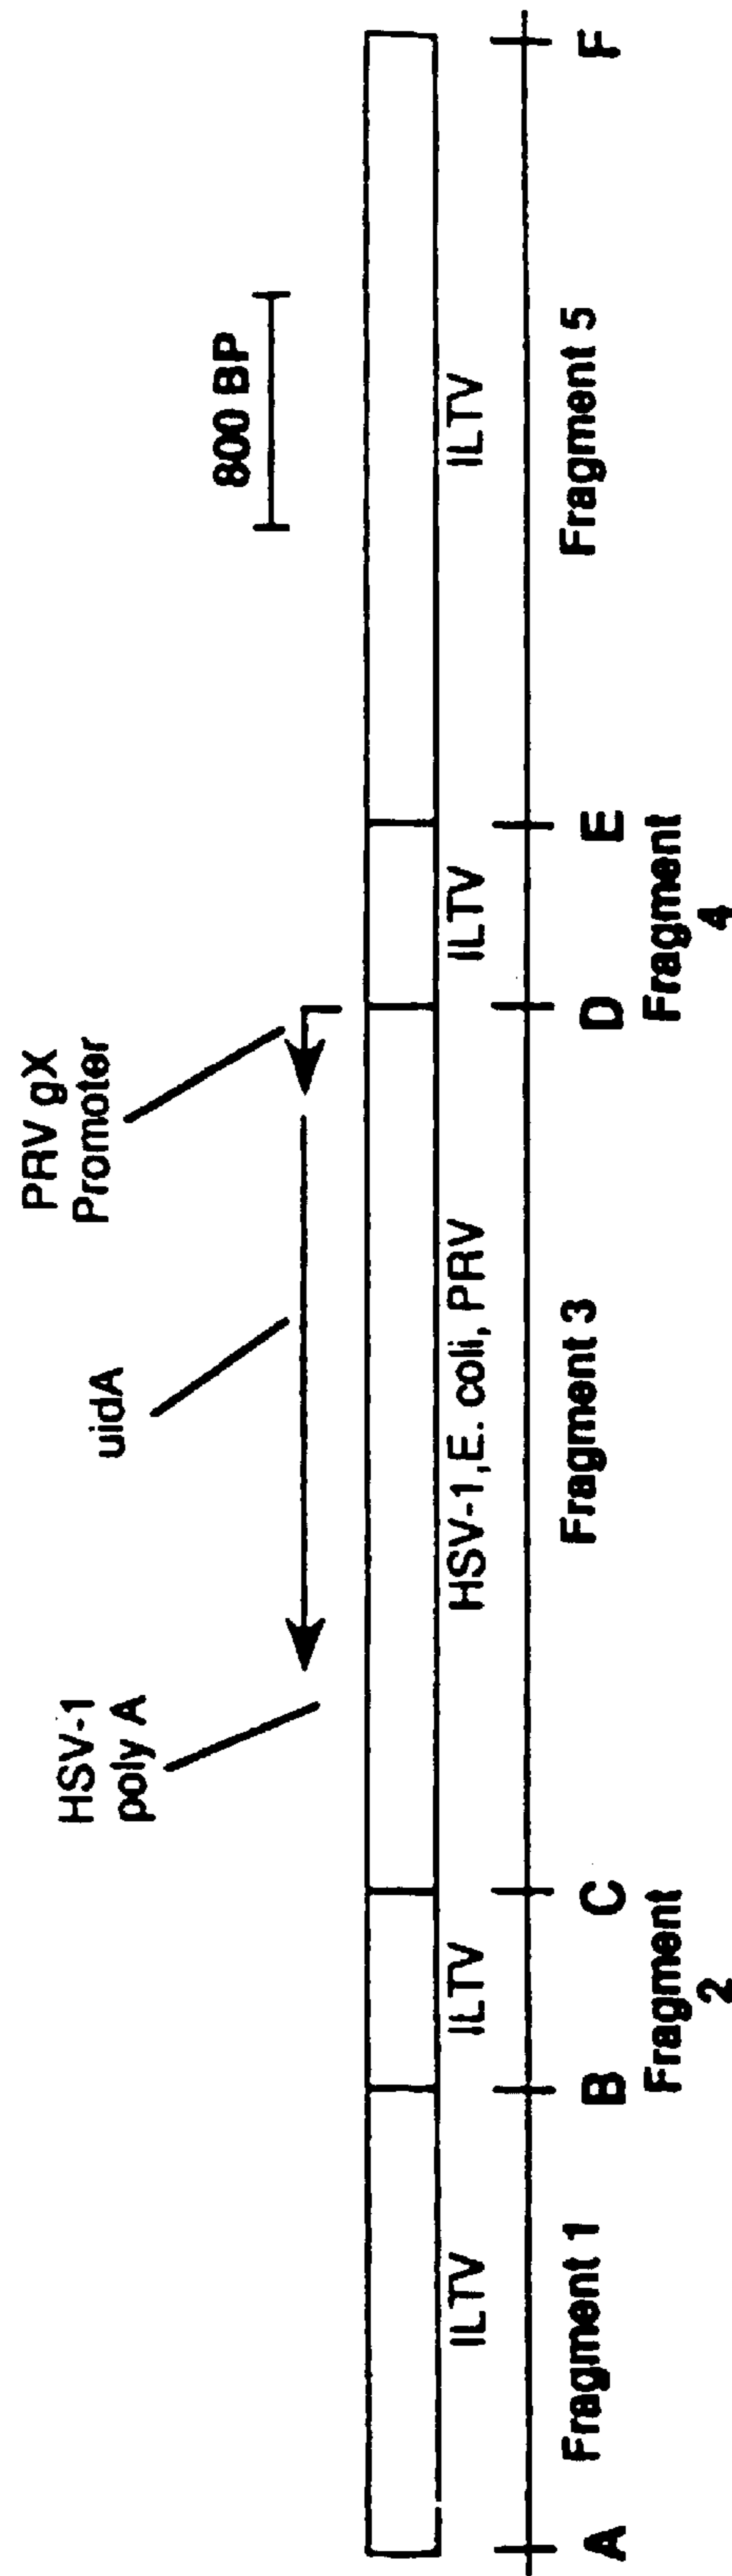 HSV-1
poly A
uidA
PRV gX
Promoter
800 BP
ILTV
ILTV
HSV-1, E. coli, PRV
ILTV
ILTV
A
Fragment 1
B
Fragment
2
C
Fragment 3
D
Fragment
4
E
Fragment 5
F